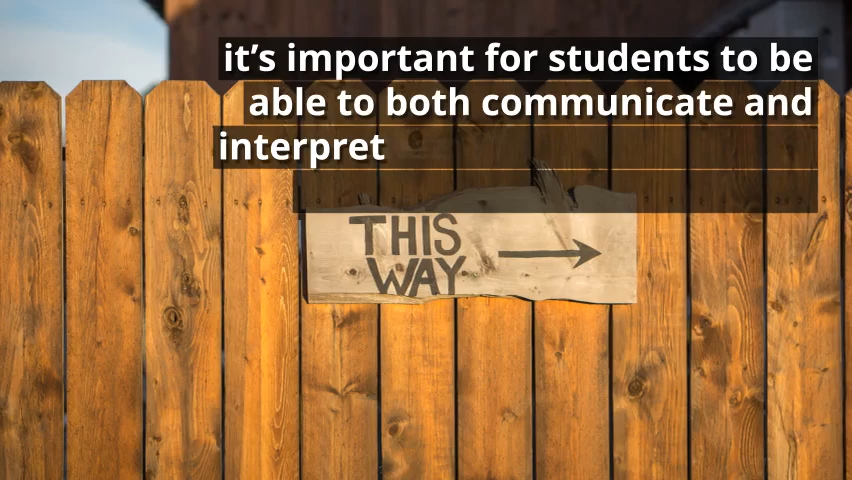 it’s important for students to be
able to both communicate and
interpret
THIS
WAY